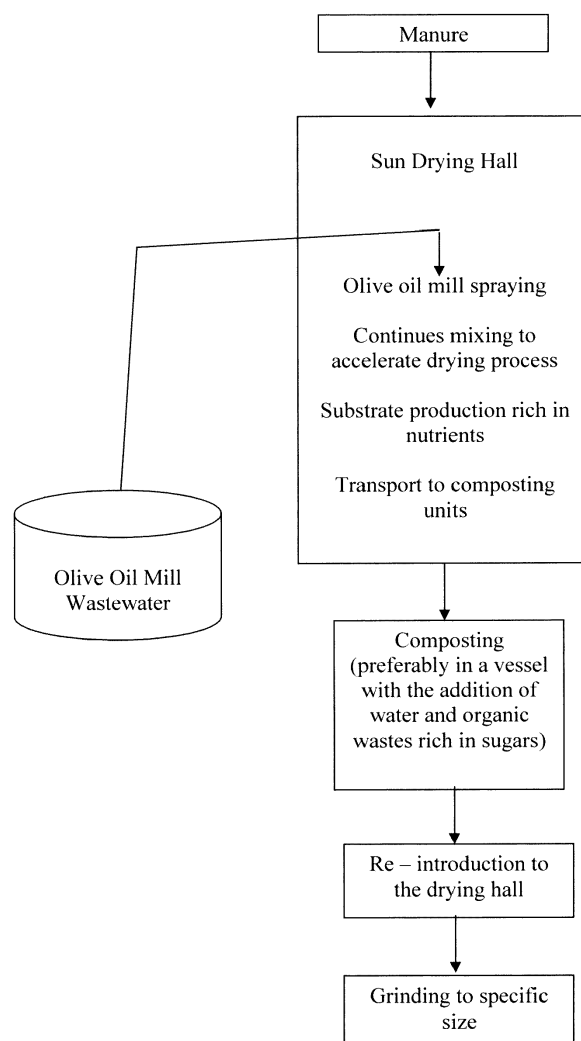 Manure
Sun Drying Hall
Olive oil mill spraying
Continues mixing to
accelerate drying process
Substrate production rich in
nutrients
Transport to composting
units
Olive Oil Mill
Wastewater
Composting
(preferably in a vessel
with the addition of
water and organic
wastes rich in sugars)
Re – introduction to
the drying hall
Grinding to specific
size